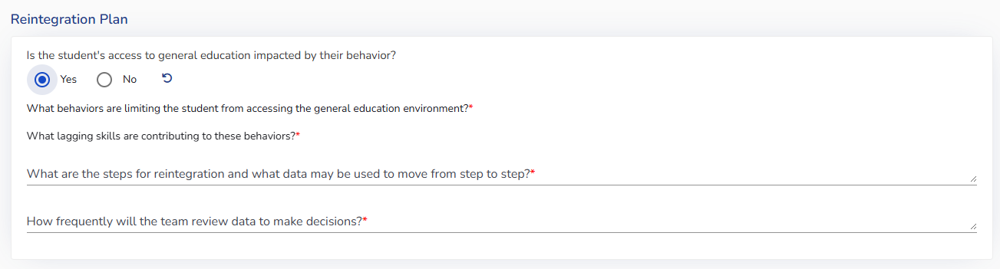 Reintegration Plan
Is the student's access to general education impacted by their behavior?
Yes No
What behaviors are limiting the student from accessing the general education environment?*
What lagging skills are contributing to these behaviors?*
What are the steps for reintegration and what data may be used to move from step to step?*
How frequently will the team review data to make decisions?*